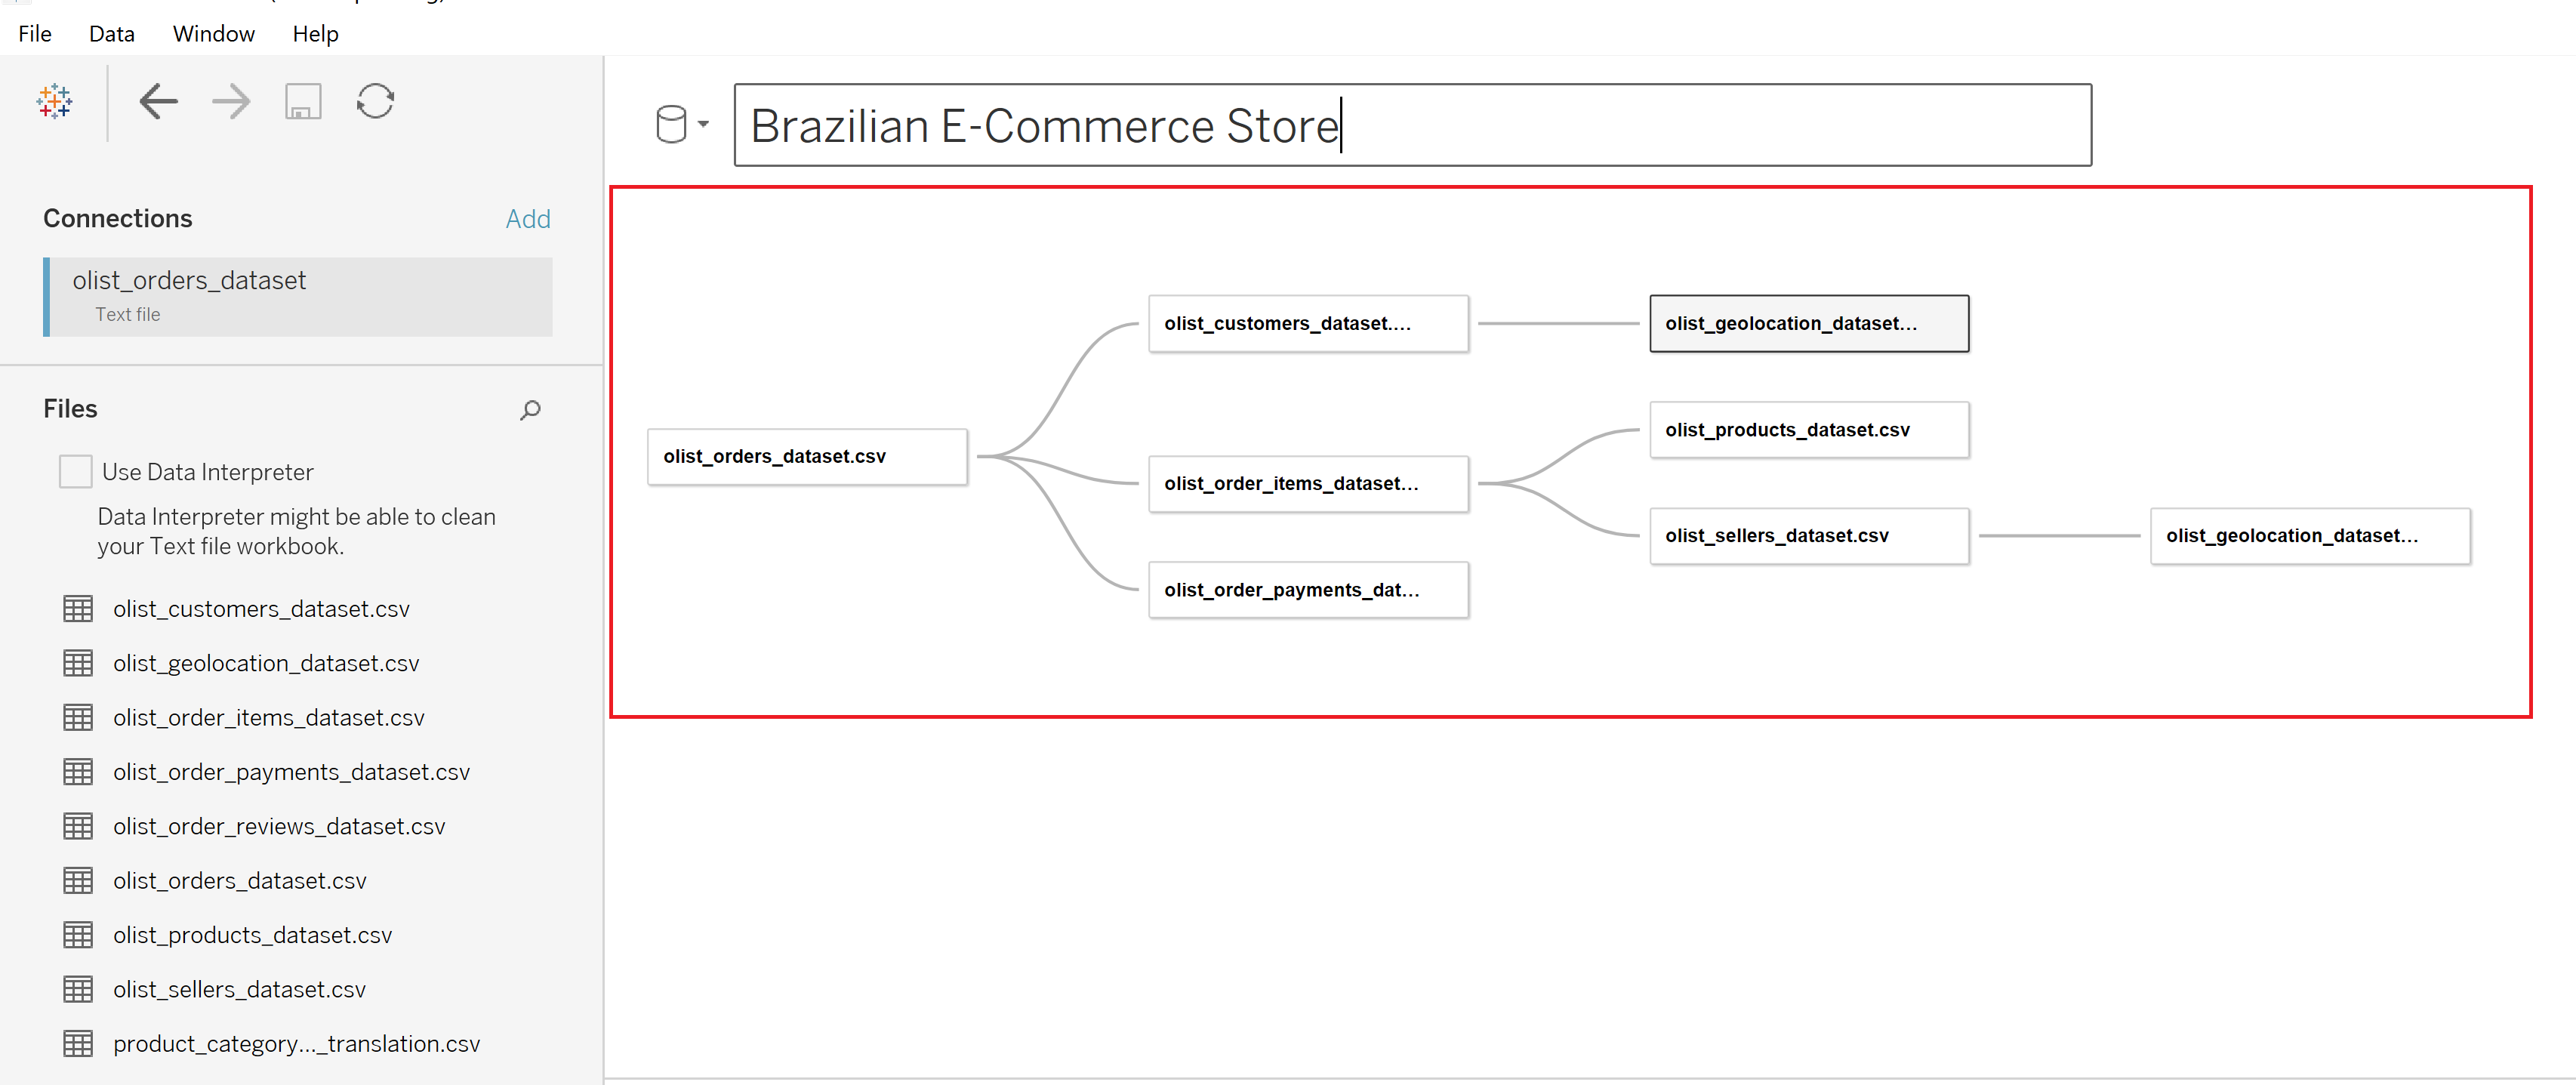 File Data Window Help
Brazilian E-Commerce Store
Connections Add
olist_orders_dataset
Text file
Files
Use Data Interpreter
Data Interpreter might be able to clean
your Text file workbook.
olist_customers_dataset.csv
olist_geolocation_dataset.csv
olist_order_items_dataset.csv
olist_order_payments_dataset.csv
olist_order_reviews_dataset.csv
olist_orders_dataset.csv
olist_products_dataset.csv
olist_sellers_dataset.csv
product_category..._translation.csv
olist_orders_dataset.csv
olist_customers_dataset....
olist_order_items_dataset...
olist_order_payments_dat...
olist_geolocation_dataset...
olist_products_dataset.csv
olist_sellers_dataset.csv
olist_geolocation_dataset...